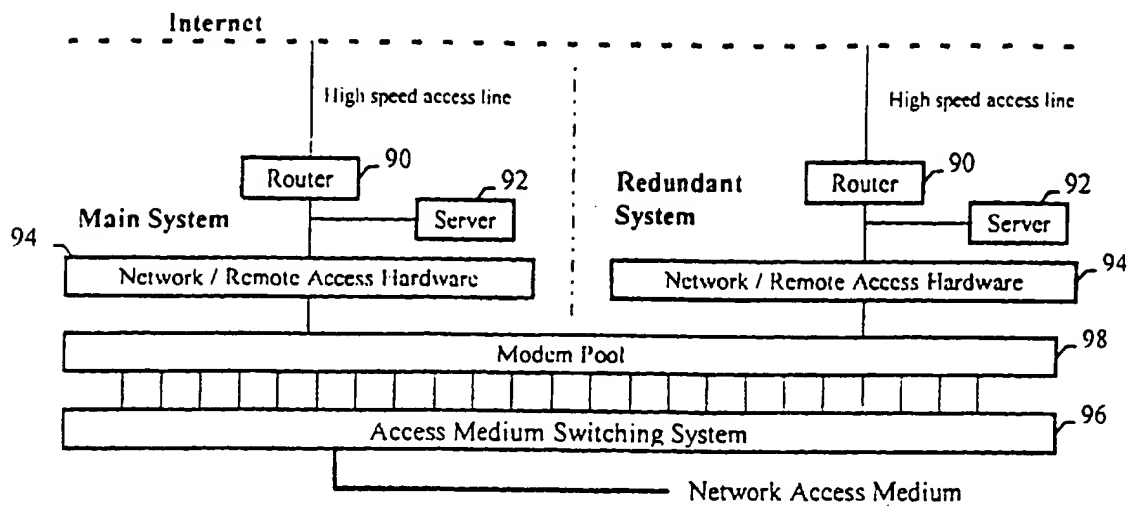 Internet
High speed access line
High speed access line
Router
90
Router
90
Server
92
Server
92
Main System
Redundant
System
94
Network / Remote Access Hardware
Network / Remote Access Hardware
94
Modem Pool
98
Access Medium Switching System
96
Network Access Medium